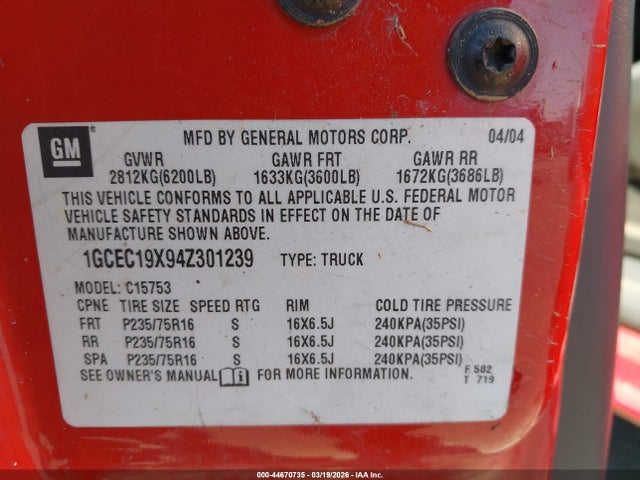 GM
MFD BY GENERAL MOTORS CORP. 04/04
GVWR GAWR FRT GAWR RR
2812KG(6200LB) 1633KG(3600LB) 1672KG(3686LB)
THIS VEHICLE CONFORMS TO ALL APPLICABLE U.S. FEDERAL MOTOR
VEHICLE SAFETY STANDARDS IN EFFECT ON THE DATE OF
MANUFACTURE SHOWN ABOVE.
1GCEC19X94Z301239 TYPE: TRUCK
MODEL: C15753
CPNE TIRE SIZE SPEED RTG RIM COLD TIRE PRESSURE
FRT P235/75R16 S 16X6.5J 240KPA(35PSI)
RR P235/75R16 S 16X6.5J 240KPA(35PSI)
SPA P235/75R16 S 16X6.5J 240KPA(35PSI)
SEE OWNER'S MANUAL FOR MORE INFORMATION.
F 502
T 719
000-44670735 - 03/19/2026 - IAA Inc.